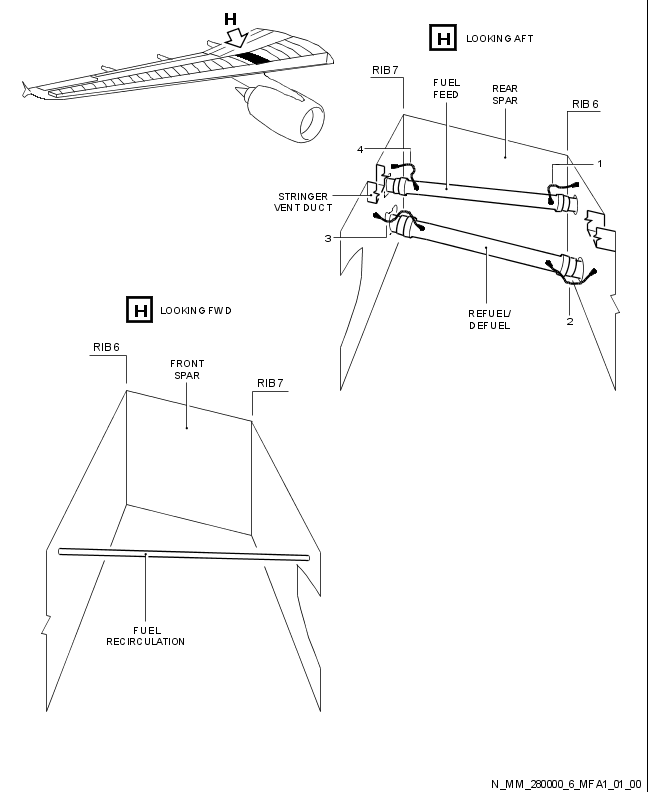 H
H LOOKING AFT
RIB 7
FUEL
FEED
REAR
SPAR
RIB 6
4
1
STRINGER
VENT DUCT
3
REFUEL/
DEFUEL
2
H LOOKING FWD
RIB 6
FRONT
SPAR
RIB 7
FUEL
RECIRCULATION
N_MM_280000_6_MFA1_01_00